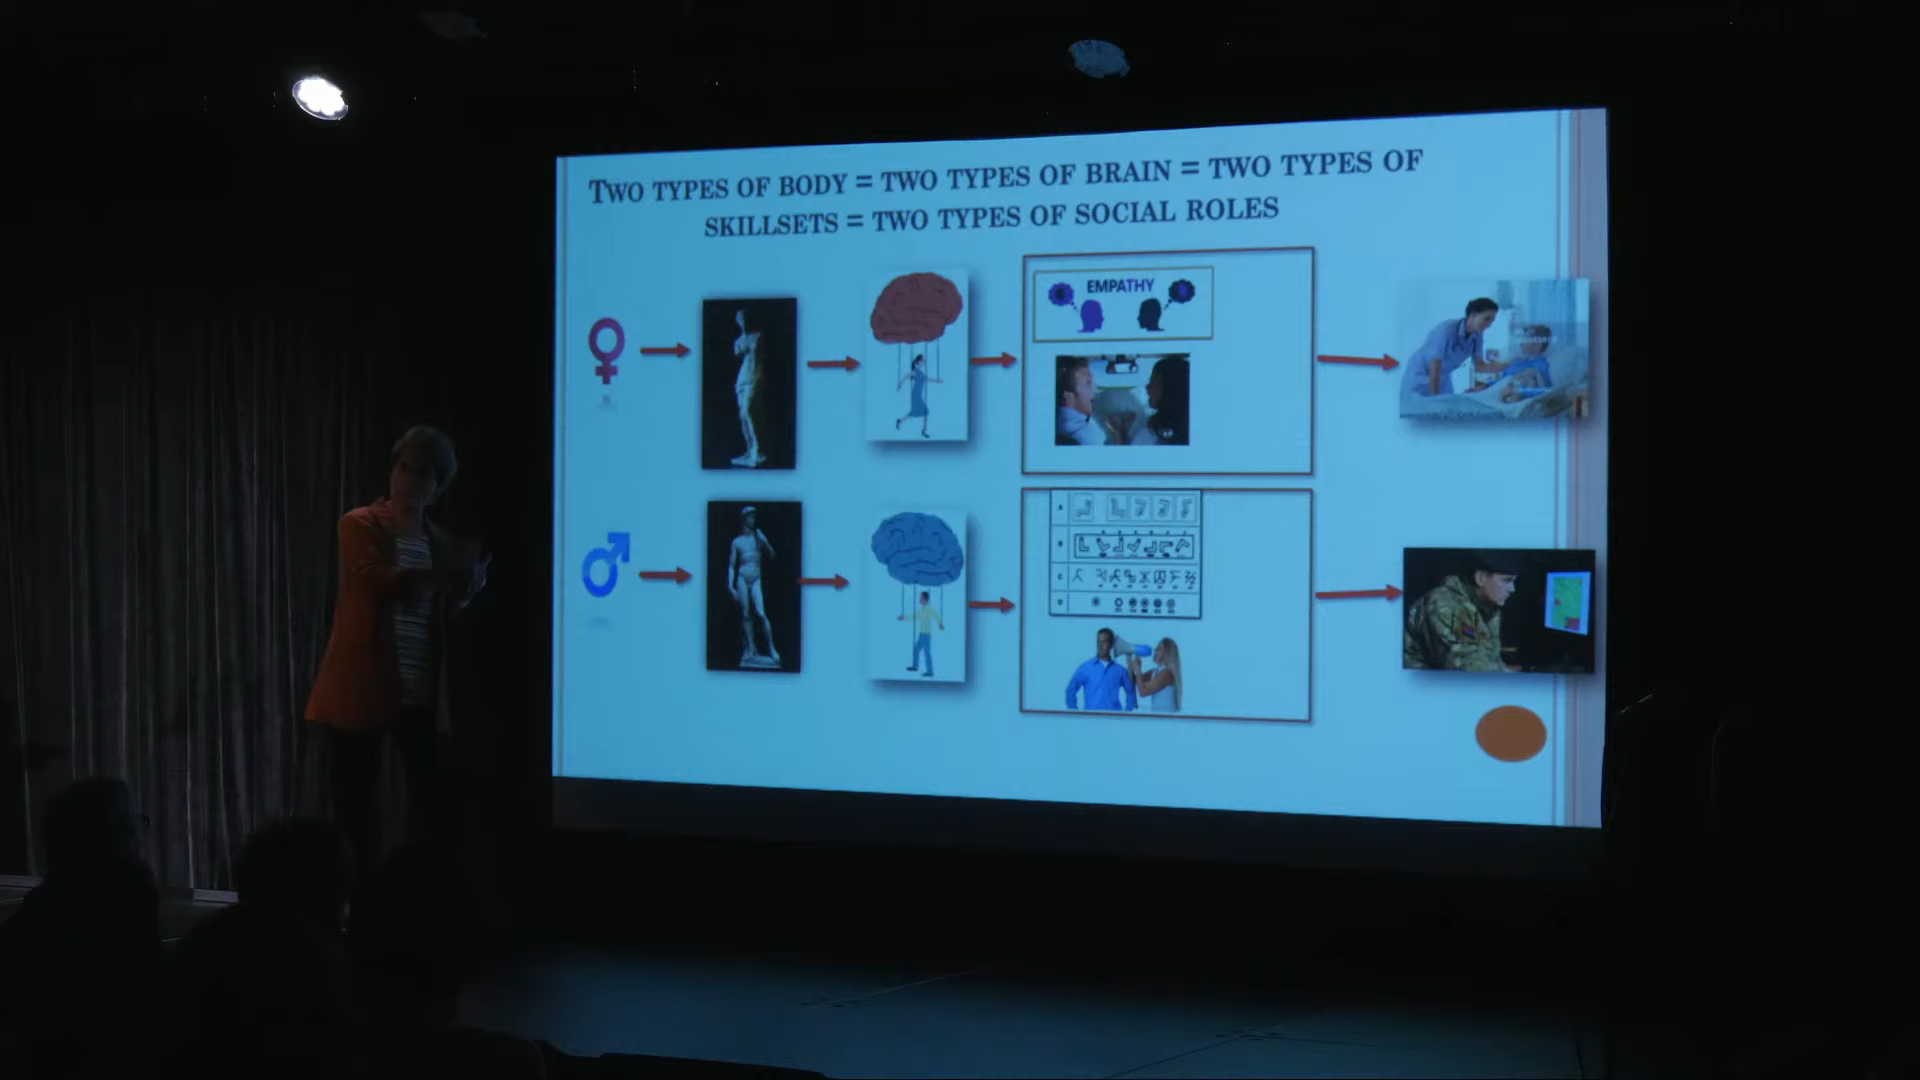 TWO TYPES OF BODY = TWO TYPES OF BRAIN = TWO TYPES OF
SKILLSETS = TWO TYPES OF SOCIAL ROLES
EMPATHY
A
B
C
D